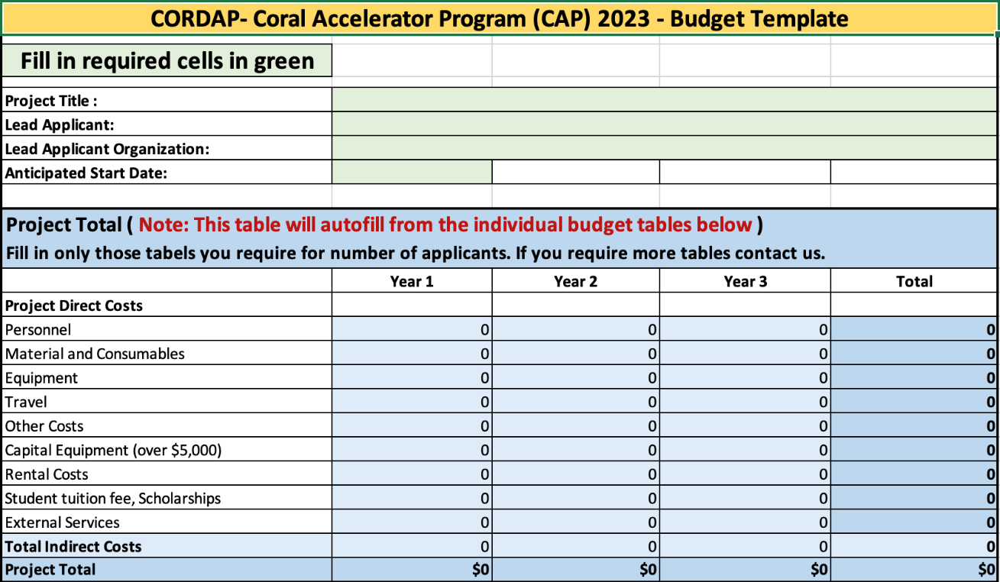 CORDAP- Coral Accelerator Program (CAP) 2023 - Budget Template
Fill in required cells in green
Project Title :
Lead Applicant:
Lead Applicant Organization:
Anticipated Start Date:
Project Total ( Note: This table will autofill from the individual budget tables below )
Fill in only those tabels you require for number of applicants. If you require more tables contact us.
Year 1 Year 2 Year 3 Total
Project Direct Costs
Personnel 0 0 0 0
Material and Consumables 0 0 0 0
Equipment 0 0 0 0
Travel 0 0 0 0
Other Costs 0 0 0 0
Capital Equipment (over $5,000) 0 0 0 0
Rental Costs 0 0 0 0
Student tuition fee, Scholarships 0 0 0 0
External Services 0 0 0 0
Total Indirect Costs 0 0 0 0
Project Total $0 $0 $0 $0